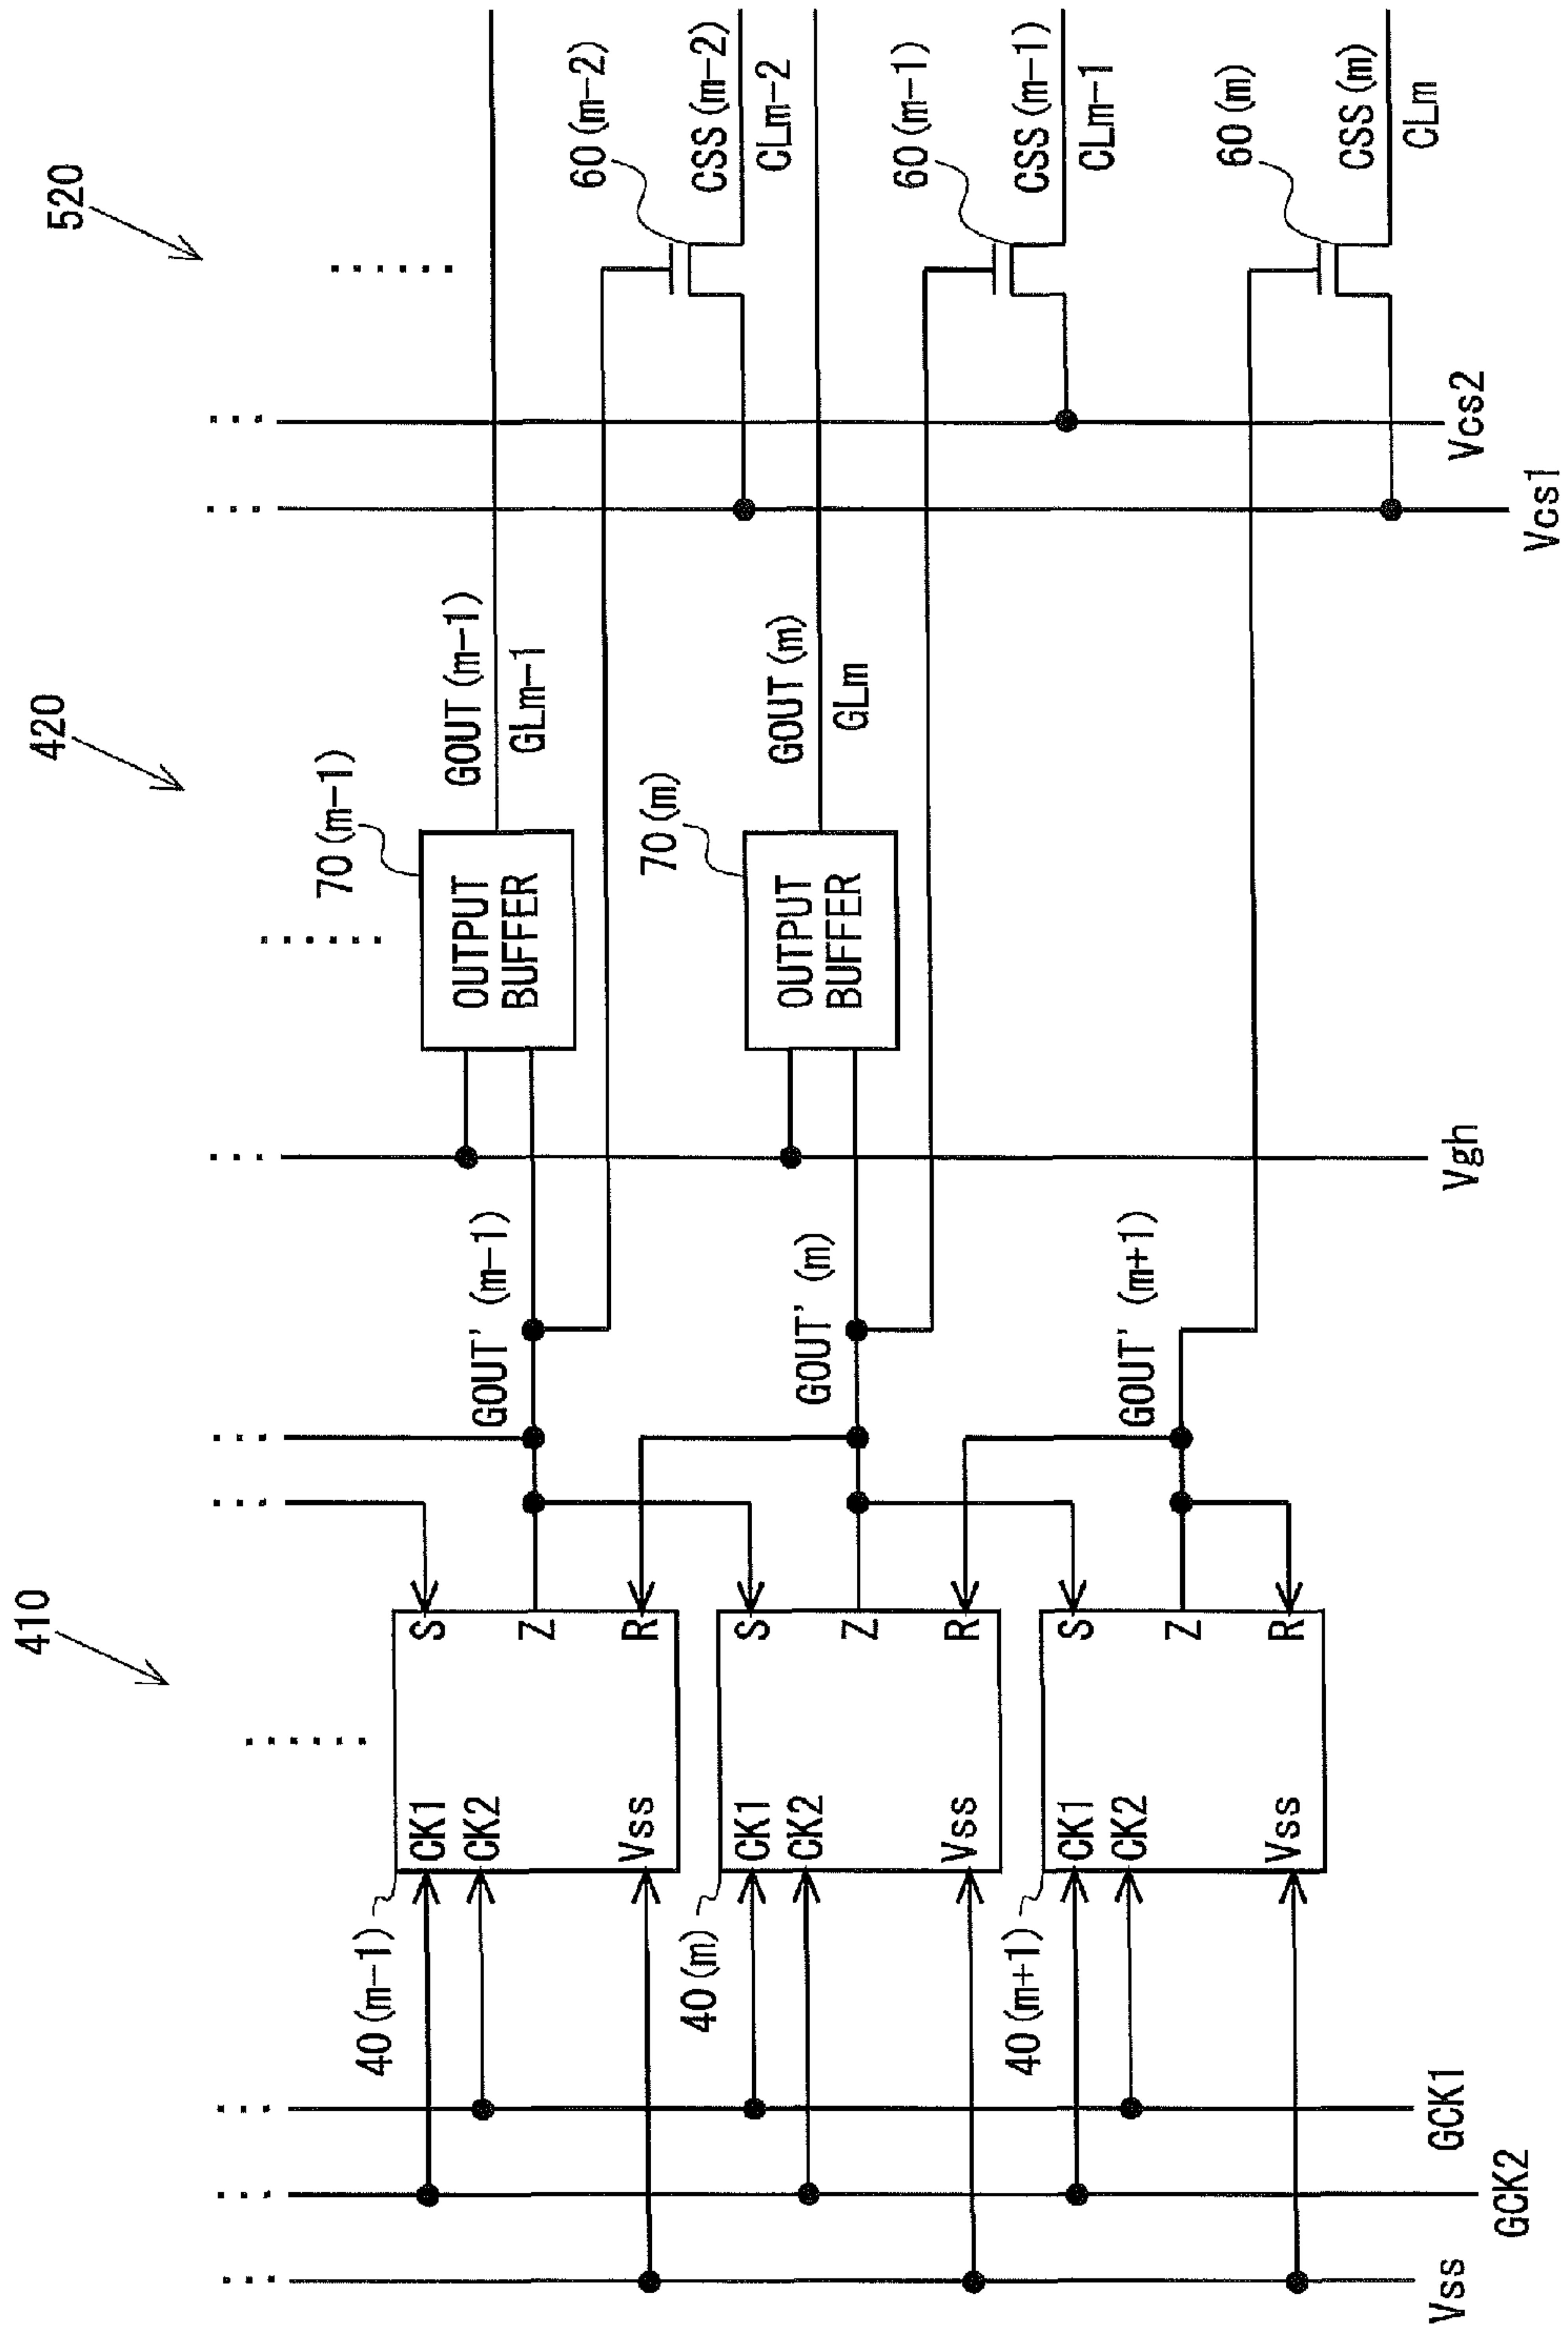 410
420
520
40(m-1)
CK1
CK2
Vss
S
Z
R
GOUT'(m-1)
70(m-1)
OUTPUT
BUFFER
GOUT(m-1)
GLm-1
60(m-2)
CSS(m-2)
CLm-2
40(m)
CK1
CK2
Vss
S
Z
R
GOUT'(m)
70(m)
OUTPUT
BUFFER
GOUT(m)
GLm
60(m-1)
CSS(m-1)
CLm-1
40(m+1)
CK1
CK2
Vss
S
Z
R
GOUT'(m+1)
60(m)
CSS(m)
CLm
Vss
GCK2
GCK1
Vgh
Vcs1
Vcs2